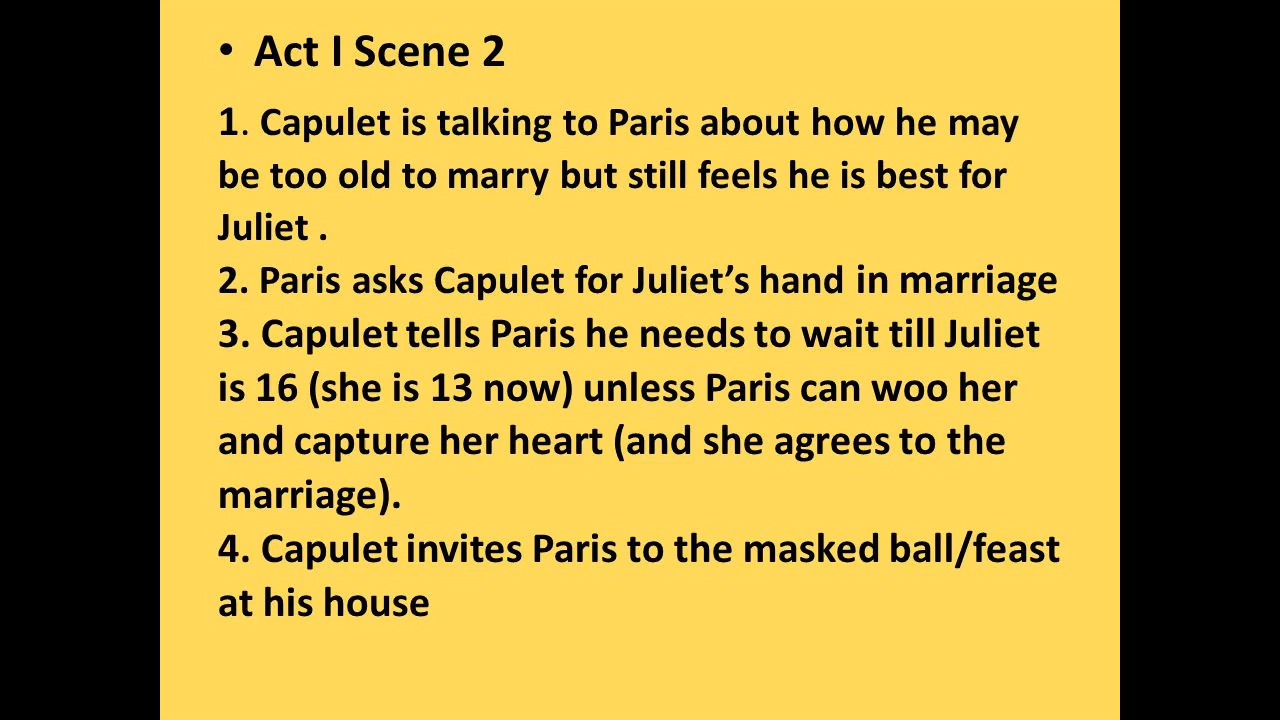 • Act I Scene 2
1. Capulet is talking to Paris about how he may
be too old to marry but still feels he is best for
Juliet .
2. Paris asks Capulet for Juliet’s hand in marriage
3. Capulet tells Paris he needs to wait till Juliet
is 16 (she is 13 now) unless Paris can woo her
and capture her heart (and she agrees to the
marriage).
4. Capulet invites Paris to the masked ball/feast
at his house